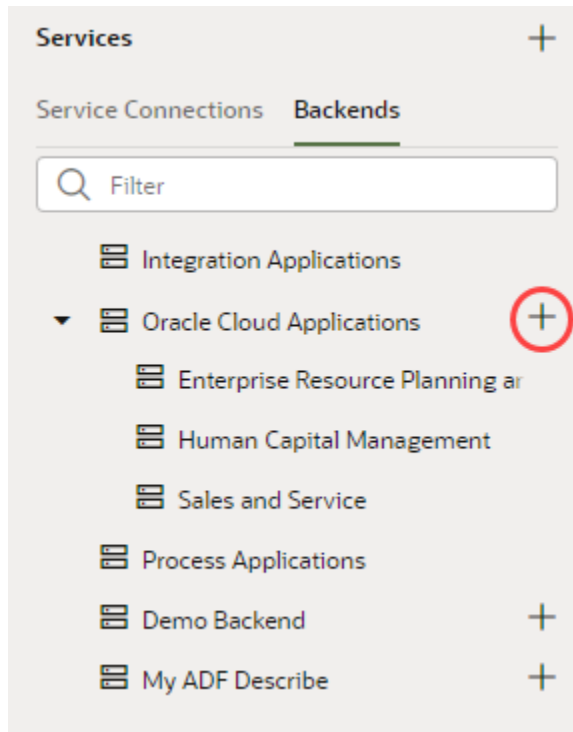 Services
Service Connections Backends
Filter
Integration Applications
Oracle Cloud Applications
Enterprise Resource Planning ar
Human Capital Management
Sales and Service
Process Applications
Demo Backend
My ADF Describe